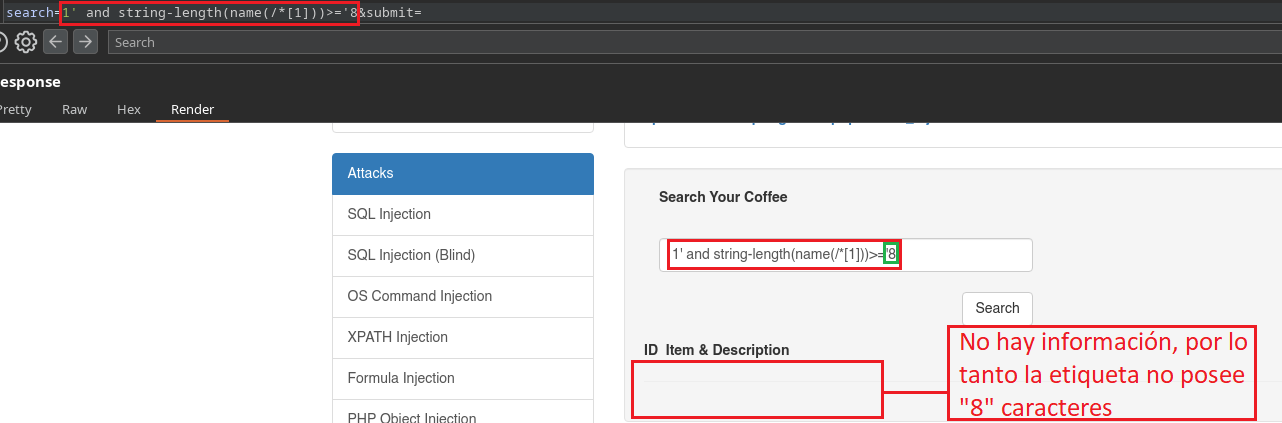 search=1' and string-length(name(/*[1]))>='8&submit=
Search
esponse
Pretty Raw Hex Render
Attacks
SQL Injection
SQL Injection (Blind)
OS Command Injection
XPATH Injection
Formula Injection
PHP Object Injection
Search Your Coffee
1' and string-length(name(/*[1]))>='8
Search
ID Item & Description
No hay información, por lo
tanto la etiqueta no posee
"8" caracteres